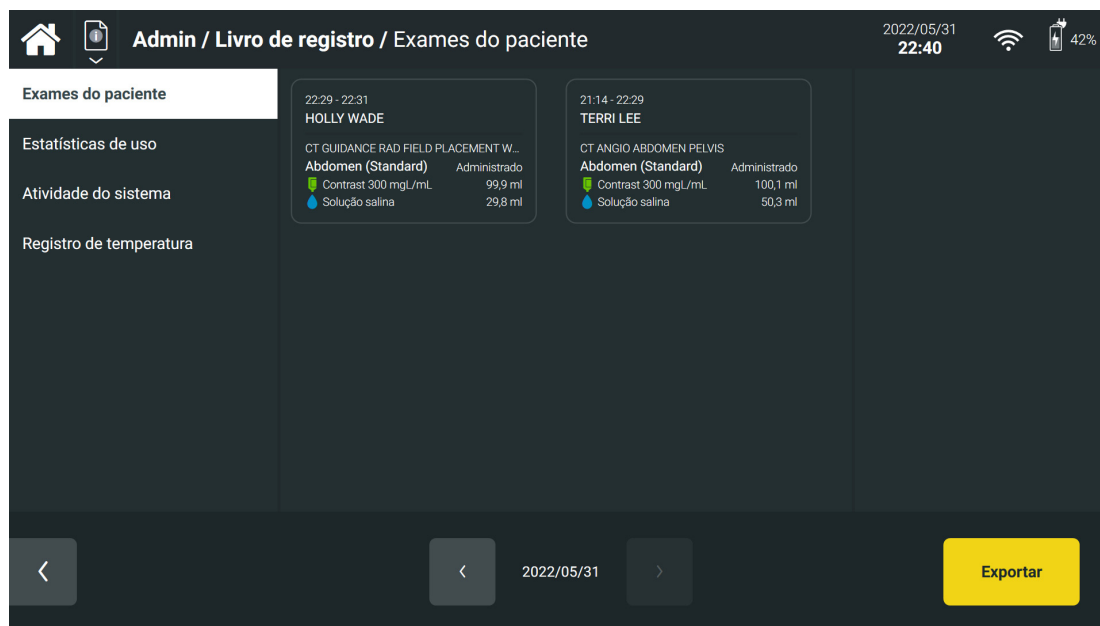 Admin / Livro de registro / Exames do paciente
2022/05/31
22:40
42%
Exames do paciente
Estatísticas de uso
Atividade do sistema
Registro de temperatura
22:29 - 22:31
HOLLY WADE
CT GUIDANCE RAD FIELD PLACEMENT W...
Abdomen (Standard) Administrado
Contrast 300 mgL/mL 99,9 ml
Solução salina 29,8 ml
21:14 - 22:29
TERRI LEE
CT ANGIO ABDOMEN PELVIS
Abdomen (Standard) Administrado
Contrast 300 mgL/mL 100,1 ml
Solução salina 50,3 ml
2022/05/31
Exportar